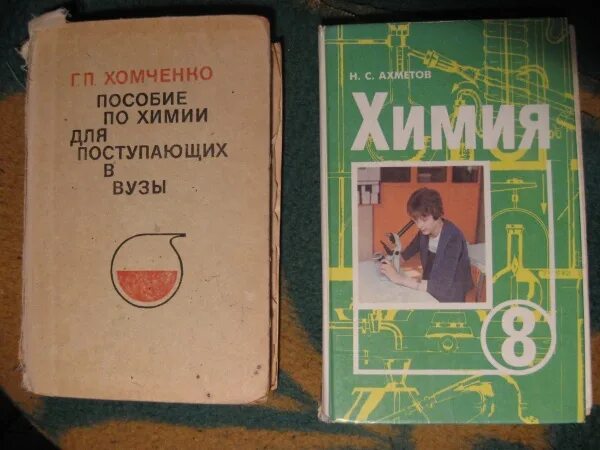 Г.П. ХОМЧЕНКО
ПОСОБИЕ
ПО ХИМИИ
ДЛЯ
ПОСТУПАЮЩИХ
В
ВУЗЫ
Н. С. АХМЕТОВ
ХИМИЯ
8